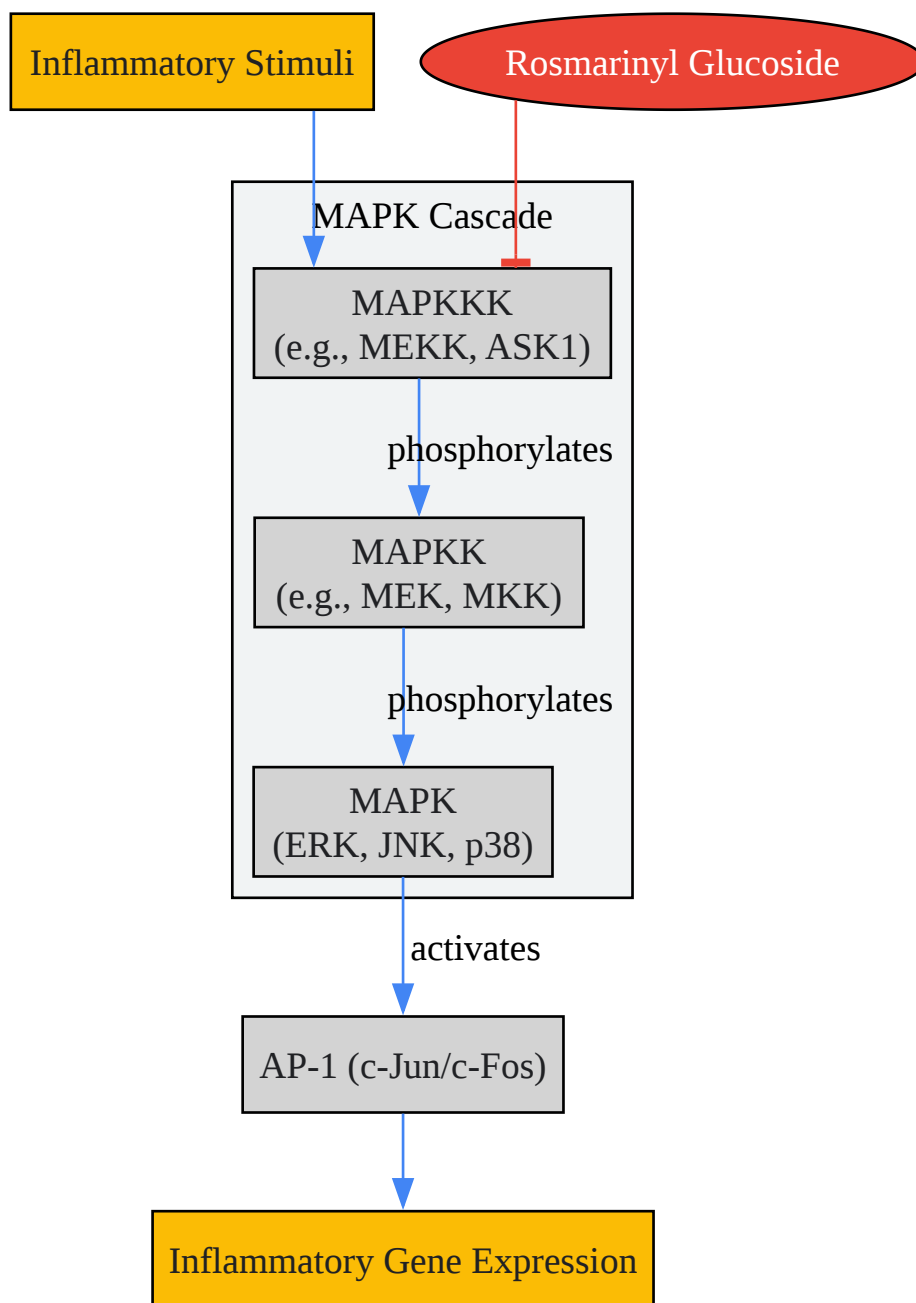 Inflammatory Stimuli
Rosmarinyl Glucoside
MAPK Cascade
MAPKKK
(e.g., MEKK, ASK1)
phosphorylates
MAPKK
(e.g., MEK, MKK)
phosphorylates
MAPK
(ERK, JNK, p38)
activates
AP-1 (c-Jun/c-Fos)
Inflammatory Gene Expression